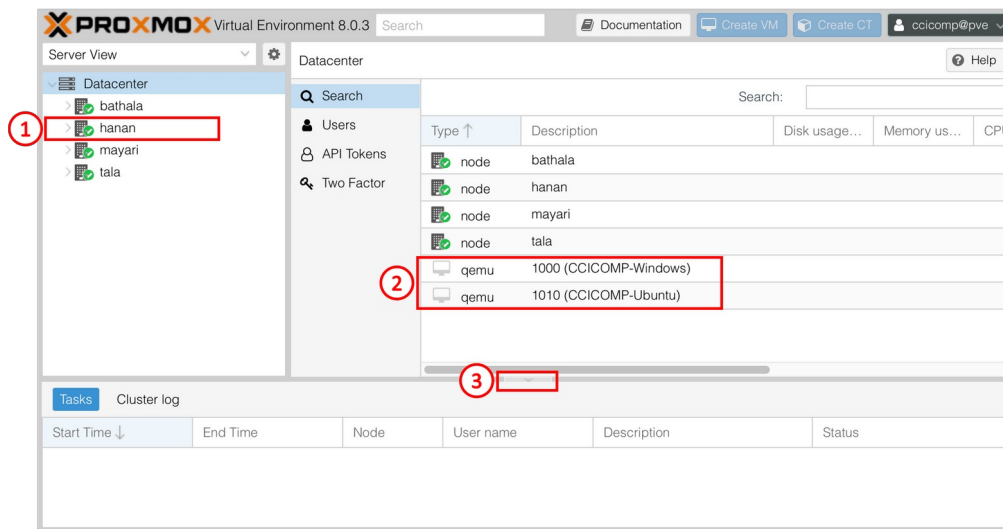 PROXMOX Virtual Environment 8.0.3 Search Documentation Create VM Create CT ccicomp@pve
Server View
Datacenter
Help
Datacenter
bathala
1
hanan
mayari
tala
Search
Users
API Tokens
Two Factor
Search:
Type Description Disk usage... Memory us... CPU
node bathala
node hanan
node mayari
node tala
2
qemu 1000 (CCICOMP-Windows)
qemu 1010 (CCICOMP-Ubuntu)
3
Tasks Cluster log
Start Time End Time Node User name Description Status